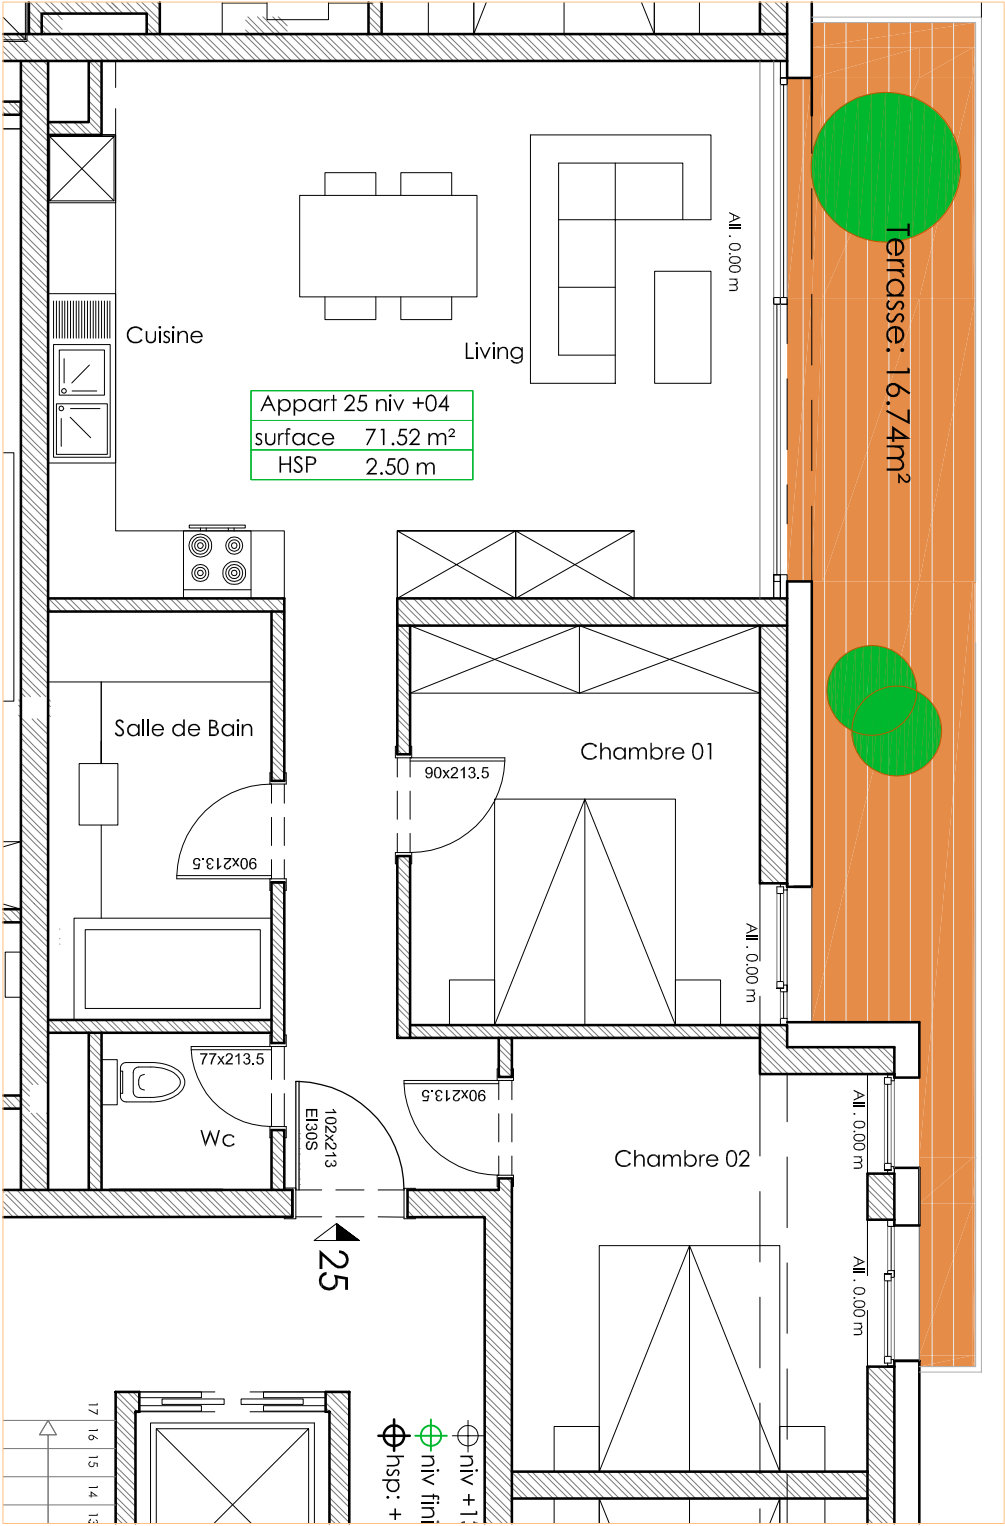 All . 0.00 m
Terrasse: 16.74m²
Cuisine
Living
Appart 25 niv +04
surface 71.52 m²
HSP 2.50 m
Salle de Bain
Chambre 01
90x213.5
90x213.5
All . 0.00 m
77x213.5
Wc
102x213
EI30S
90x213.5
Chambre 02
All . 0.00 m
All . 0.00 m
25
17
16
15
14
13
niv +1
niv fini
hsp: +